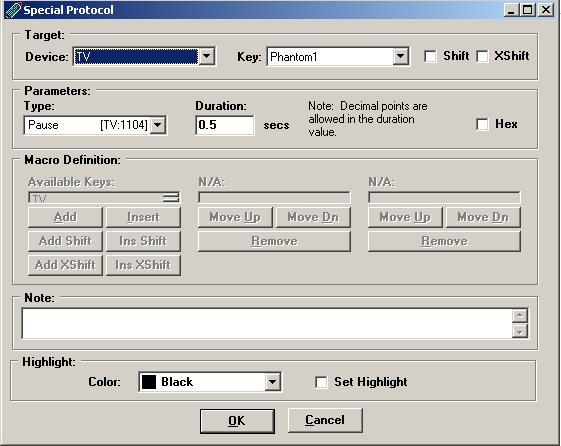 Special Protocol
Target:
Device: TV Key: Phantom1 Shift XShift
Parameters:
Type: Duration: Note: Decimal points are
allowed in the duration
value.
Pause [TV:1104] 0.5 secs Hex
Macro Definition:
Available Keys: N/A: N/A:
TV
Add Insert Move Up Move Dn Move Up Move Dn
Add Shift Ins Shift Remove Remove
Add XShift Ins XShift
Note:
Highlight:
Color: Black Set Highlight
OK Cancel